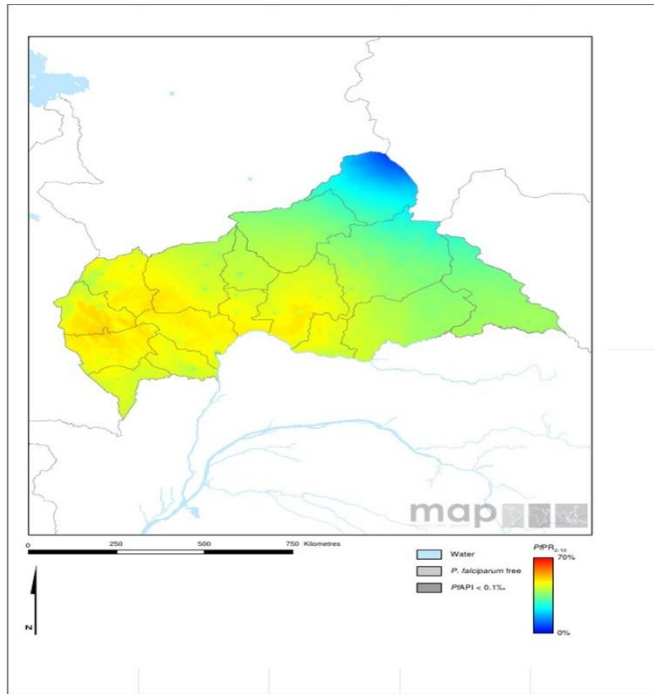 map
0 250 500 750 Kilometres
Water
P. falciparum free
PfAPI < 0.1‰
PfPR2-10
70%
0%
N